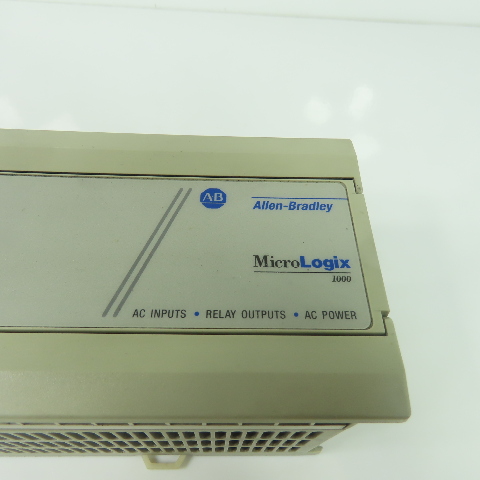 AB
Allen-Bradley
MicroLogix
1000
AC INPUTS • RELAY OUTPUTS • AC POWER